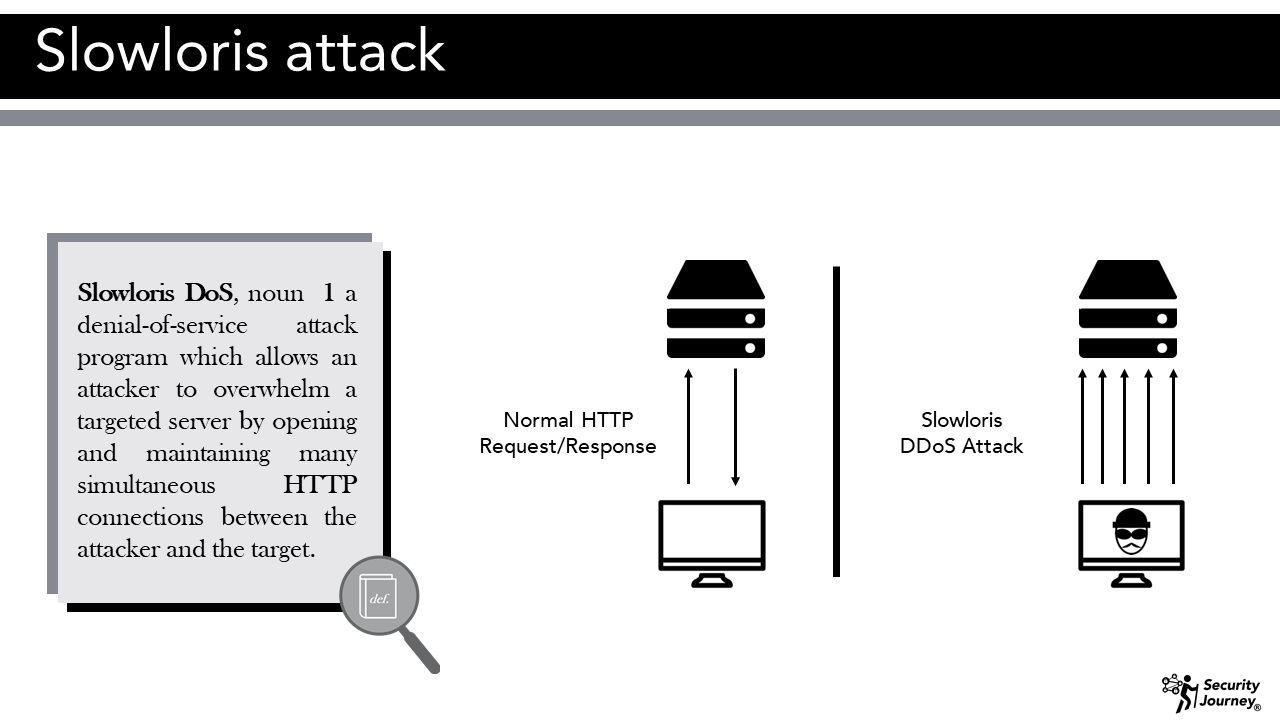 Slowloris attack
Slowloris DoS, noun 1 a
denial-of-service attack
program which allows an
attacker to overwhelm a
targeted server by opening
and maintaining many
simultaneous HTTP
connections between the
attacker and the target.
def.
Normal HTTP
Request/Response
Slowloris
DDoS Attack
Security
Journey®